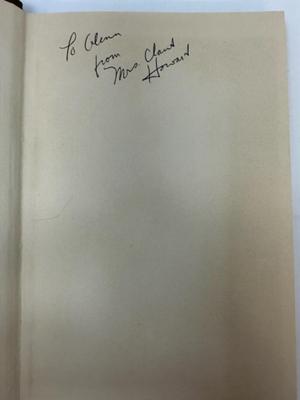 To Glenn
from
Mrs. Claud
Howard